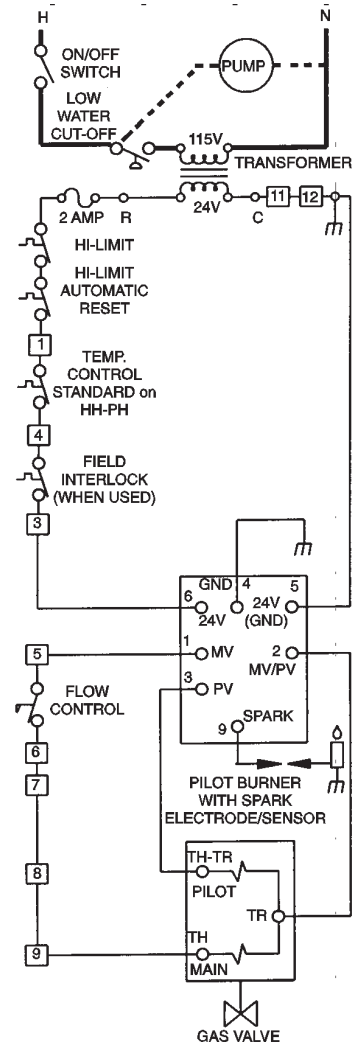 H
N
ON/OFF
SWITCH
PUMP
LOW
WATER
CUT-OFF
115V
TRANSFORMER
24V
2 AMP
R
C
11
12
HI-LIMIT
HI-LIMIT
AUTOMATIC
RESET
1
TEMP.
CONTROL
STANDARD on
HH-PH
4
FIELD
INTERLOCK
(WHEN USED)
3
GND
4
5
6
24V
24V
(GND)
5
1
MV
2
MV/PV
3
PV
FLOW
CONTROL
SPARK
9
6
7
PILOT BURNER
WITH SPARK
ELECTRODE/SENSOR
8
TH-TR
PILOT
TR
9
TH
MAIN
GAS VALVE